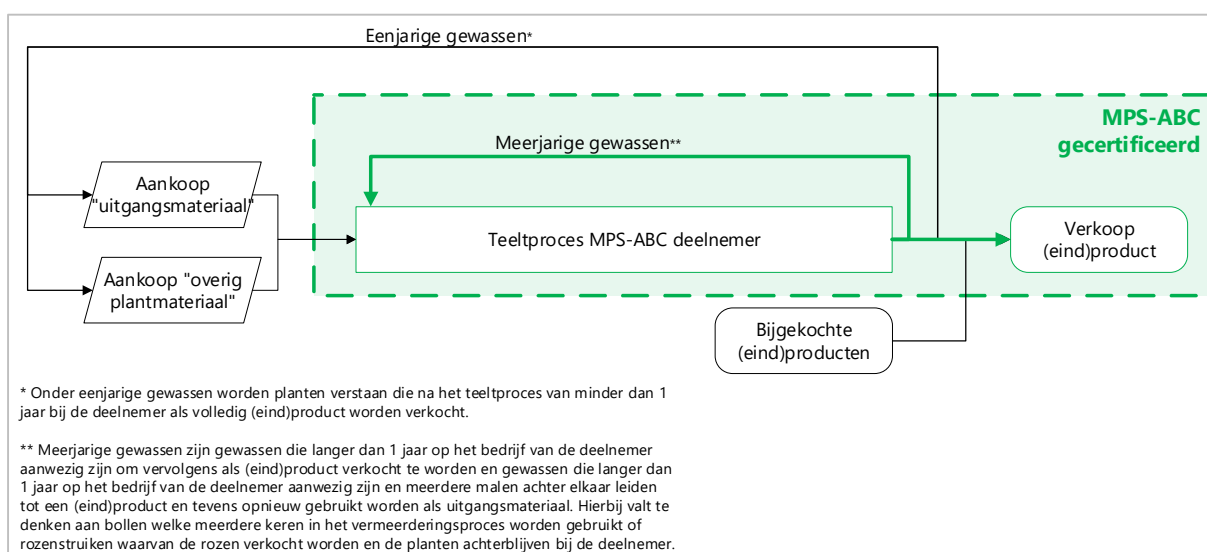 Eenjarige gewassen*
MPS-ABC
gecertificeerd
Meerjarige gewassen**
Aankoop
"uitgangsmateriaal"
Teeltproces MPS-ABC deelnemer
Verkoop
(eind)product
Aankoop "overig
plantmateriaal"
Bijgekochte
(eind)producten
* Onder eenjarige gewassen worden planten verstaan die na het teeltproces van minder dan 1
jaar bij de deelnemer als volledig (eind)product worden verkocht.
** Meerjarige gewassen zijn gewassen die langer dan 1 jaar op het bedrijf van de deelnemer
aanwezig zijn om vervolgens als (eind)product verkocht te worden en gewassen die langer dan
1 jaar op het bedrijf van de deelnemer aanwezig zijn en meerdere malen achter elkaar leiden
tot een (eind)product en tevens opnieuw gebruikt worden als uitgangsmateriaal. Hierbij valt te
denken aan bollen welke meerdere keren in het vermeerderingsproces worden gebruikt of
rozenstruiken waarvan de rozen verkocht worden en de planten achterblijven bij de deelnemer.